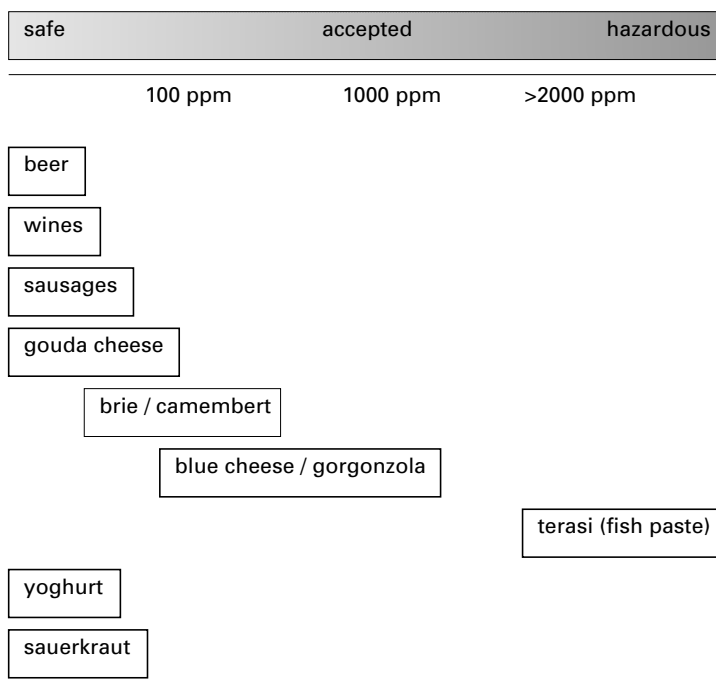 safe accepted hazardous
100 ppm 1000 ppm >2000 ppm
beer
wines
sausages
gouda cheese
brie / camembert
blue cheese / gorgonzola
terasi (fish paste)
yoghurt
sauerkraut